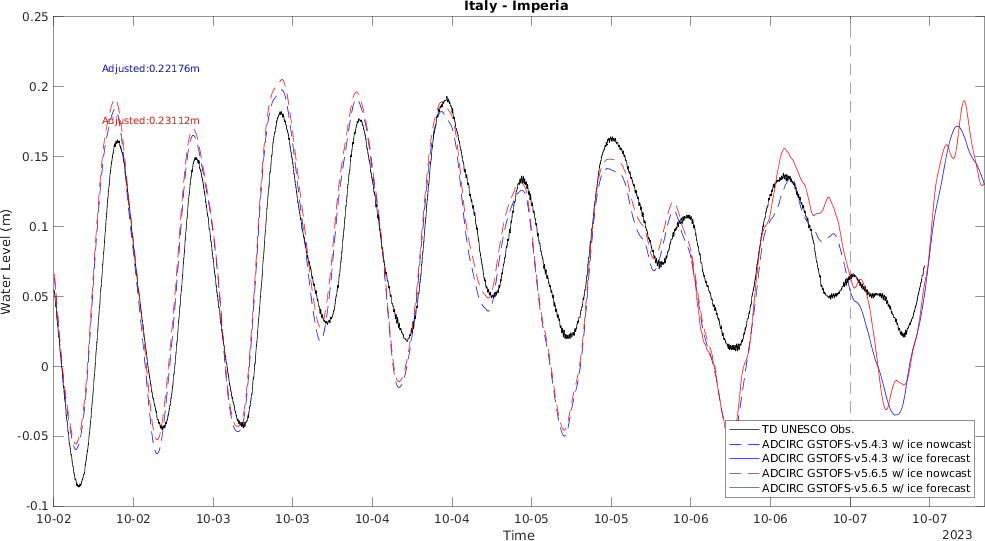 Italy - Imperia
0.25
0.2
0.15
0.1
0.05
0
-0.05
-0.1
Water Level (m)
Adjusted:0.22176m
Adjusted:0.23112m
TD UNESCO Obs.
ADCIRC GSTOFS-v5.4.3 w/ ice nowcast
ADCIRC GSTOFS-v5.4.3 w/ ice forecast
ADCIRC GSTOFS-v5.6.5 w/ ice nowcast
ADCIRC GSTOFS-v5.6.5 w/ ice forecast
10-02 10-02 10-03 10-03 10-04 10-04 10-05 10-05 10-06 10-06 10-07 10-07
Time
2023